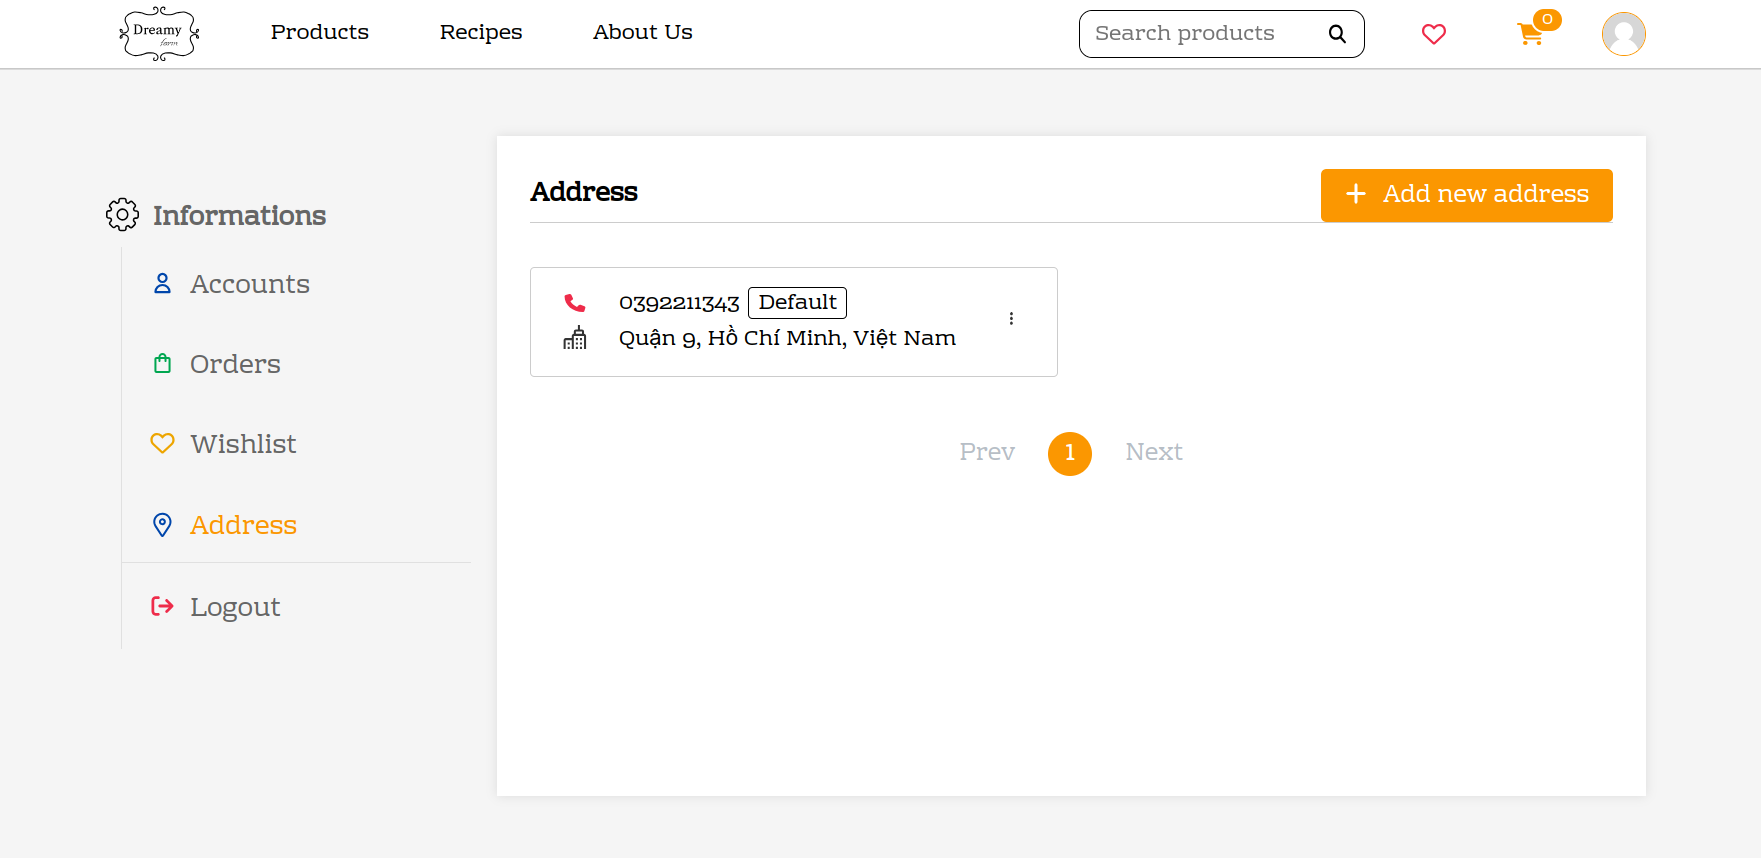 Dreamy
farm
Products
Recipes
About Us
Search products
0
Informations
Accounts
Orders
Wishlist
Address
Logout
Address
Add new address
0392211343 Default
Quận 9, Hồ Chí Minh, Việt Nam
Prev 1 Next